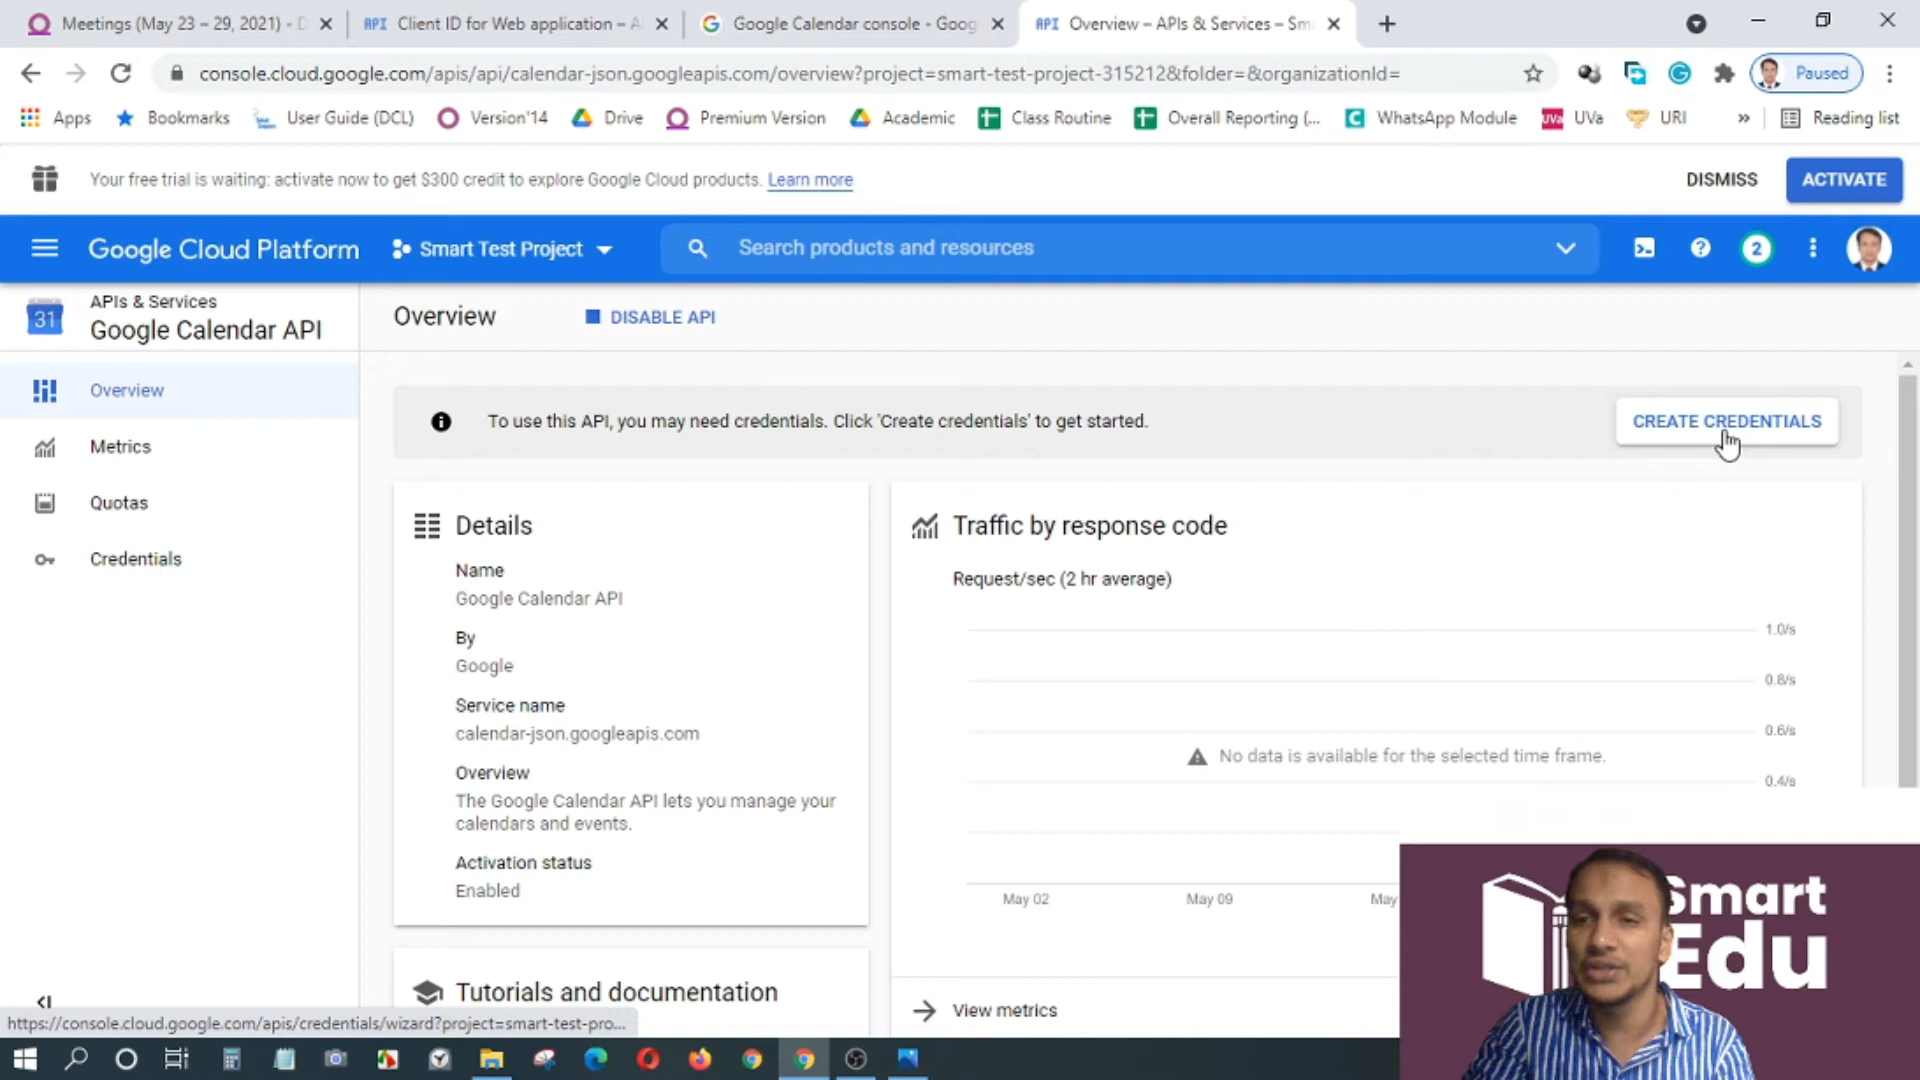 Meetings (May 23 – 29, 2021) - D
API Client ID for Web application – A
Google Calendar console - Goog
API Overview – APIs & Services – Sm
console.cloud.google.com/apis/api/calendar-json.googleapis.com/overview?project=smart-test-project-315212&folder=&organizationId=
Paused
Apps
Bookmarks
User Guide (DCL)
Version'14
Drive
Premium Version
Academic
Class Routine
Overall Reporting (...
WhatsApp Module
UVa
UVa
URI
»
Reading list
Your free trial is waiting: activate now to get $300 credit to explore Google Cloud products. Learn more
DISMISS
ACTIVATE
Google Cloud Platform
Smart Test Project
Search products and resources
2
31
APIs & Services
Google Calendar API
Overview
DISABLE API
Overview
Metrics
Quotas
Credentials
To use this API, you may need credentials. Click 'Create credentials' to get started.
CREATE CREDENTIALS
Details
Name
Google Calendar API
By
Google
Service name
calendar-json.googleapis.com
Overview
The Google Calendar API lets you manage your
calendars and events.
Activation status
Enabled
Traffic by response code
Request/sec (2 hr average)
1.0/s
0.8/s
0.6/s
0.4/s
No data is available for the selected time frame.
May 02
May 09
May
View metrics
Tutorials and documentation
https://console.cloud.google.com/apis/credentials/wizard?project=smart-test-pro...
Smart
Edu